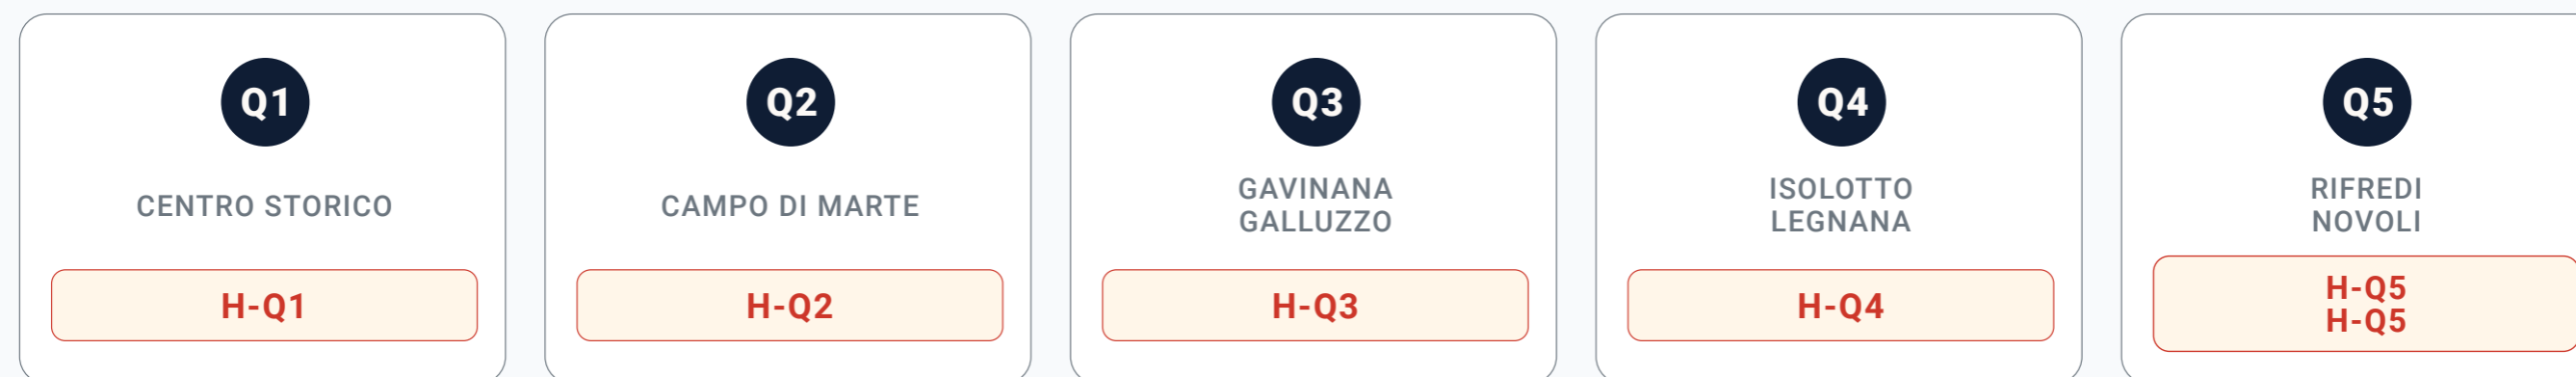 Q1
CENTRO STORICO
H-Q1
Q2
CAMPO DI MARTE
H-Q2
Q3
GAVINANA
GALLUZZO
H-Q3
Q4
ISOLOTTO
LEGNANA
H-Q4
Q5
RIFREDI
NOVOLI
H-Q5
H-Q5